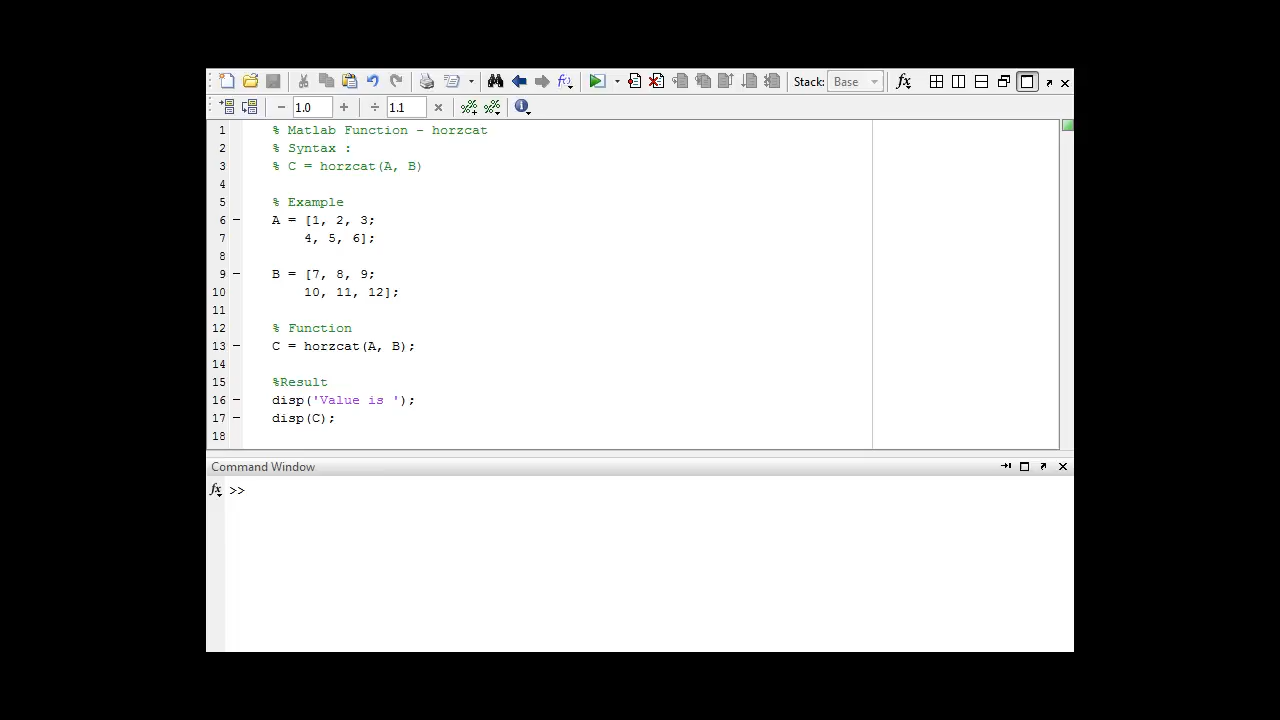 Stack: Base fx
− 1.0 + ÷ 1.1 ×
1 % Matlab Function - horzcat
2 % Syntax :
3 % C = horzcat(A, B)
4
5 % Example
6 − A = [1, 2, 3;
7 4, 5, 6];
8
9 − B = [7, 8, 9;
10 10, 11, 12];
11
12 % Function
13 − C = horzcat(A, B);
14
15 %Result
16 − disp('Value is ');
17 − disp(C);
18
Command Window
fx >>